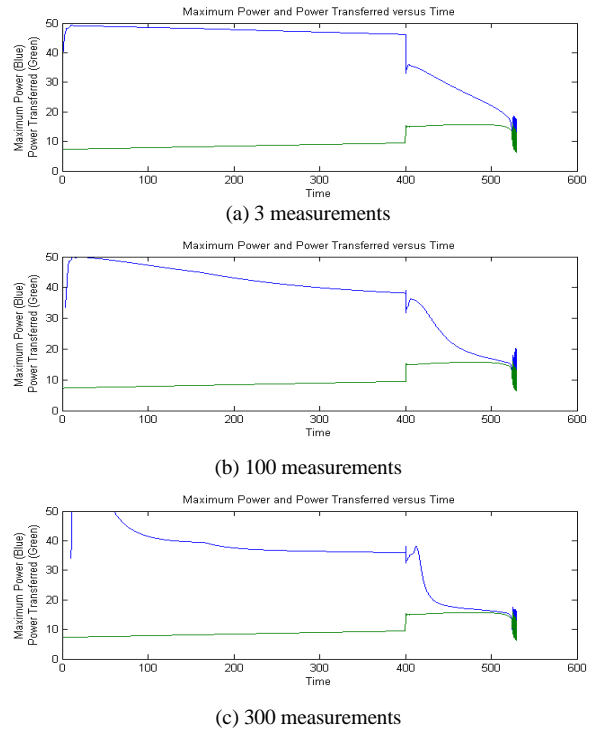 Maximum Power and Power Transferred versus Time
Maximum Power (Blue)
Power Transferred (Green)
50
40
30
20
10
0
0 100 200 300 400 500 600
Time
(a) 3 measurements
Maximum Power and Power Transferred versus Time
Maximum Power (Blue)
Power Transferred (Green)
50
40
30
20
10
0
0 100 200 300 400 500 600
Time
(b) 100 measurements
Maximum Power and Power Transferred versus Time
Maximum Power (Blue)
Power Transferred (Green)
50
40
30
20
10
0
0 100 200 300 400 500 600
Time
(c) 300 measurements